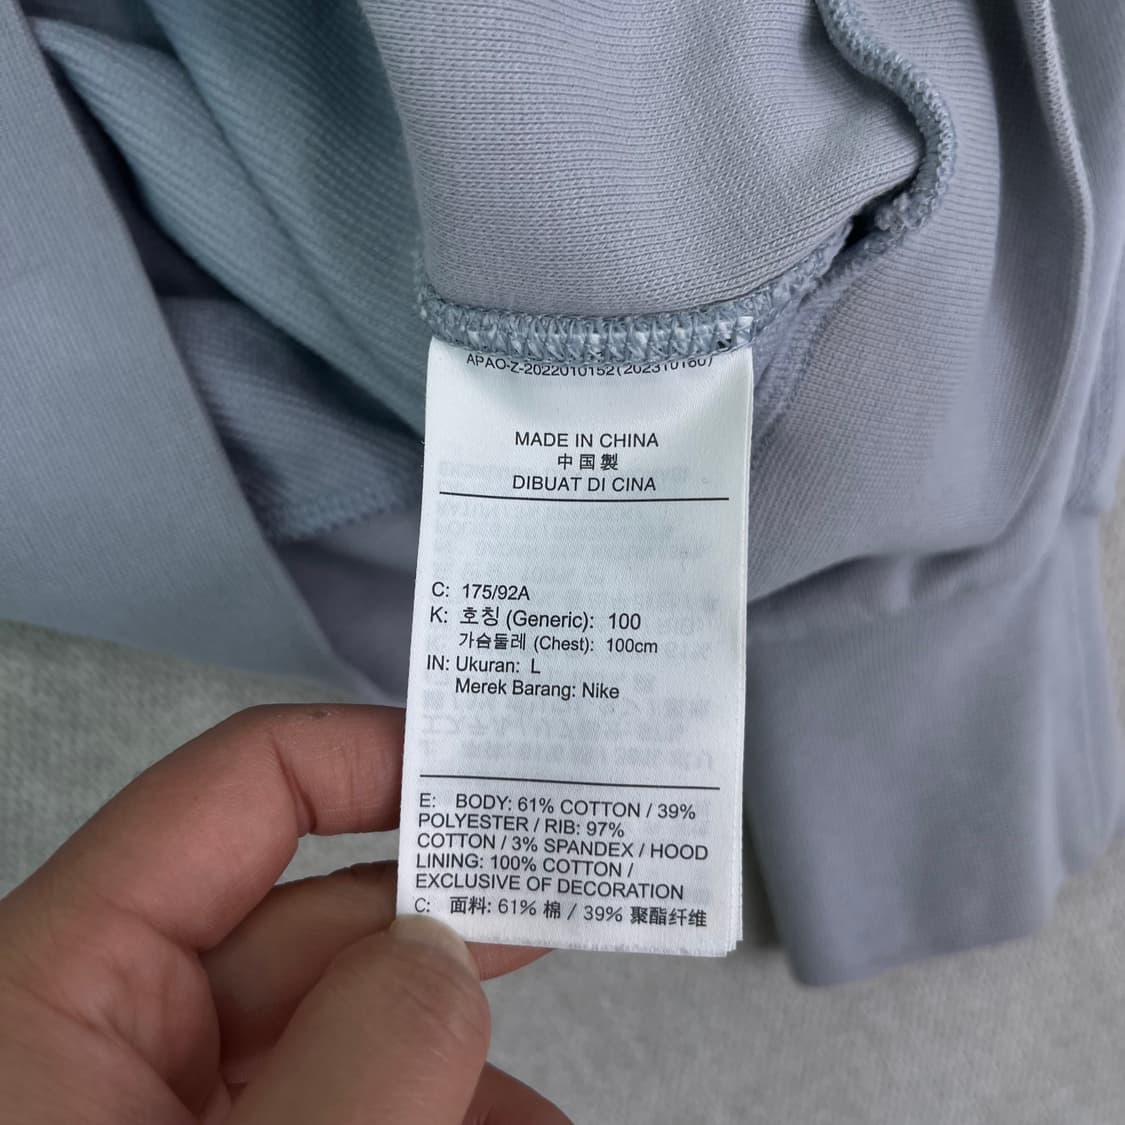 APAO-Z-2022010152(202310160)
MADE IN CHINA
中国製
DIBUAT DI CINA
C: 175/92A
K: 호칭 (Generic): 100
가슴둘레 (Chest): 100cm
IN: Ukuran: L
Merek Barang: Nike
E: BODY: 61% COTTON / 39%
POLYESTER / RIB: 97%
COTTON / 3% SPANDEX / HOOD
LINING: 100% COTTON /
EXCLUSIVE OF DECORATION
C: 面料: 61% 棉 / 39% 聚酯纤维